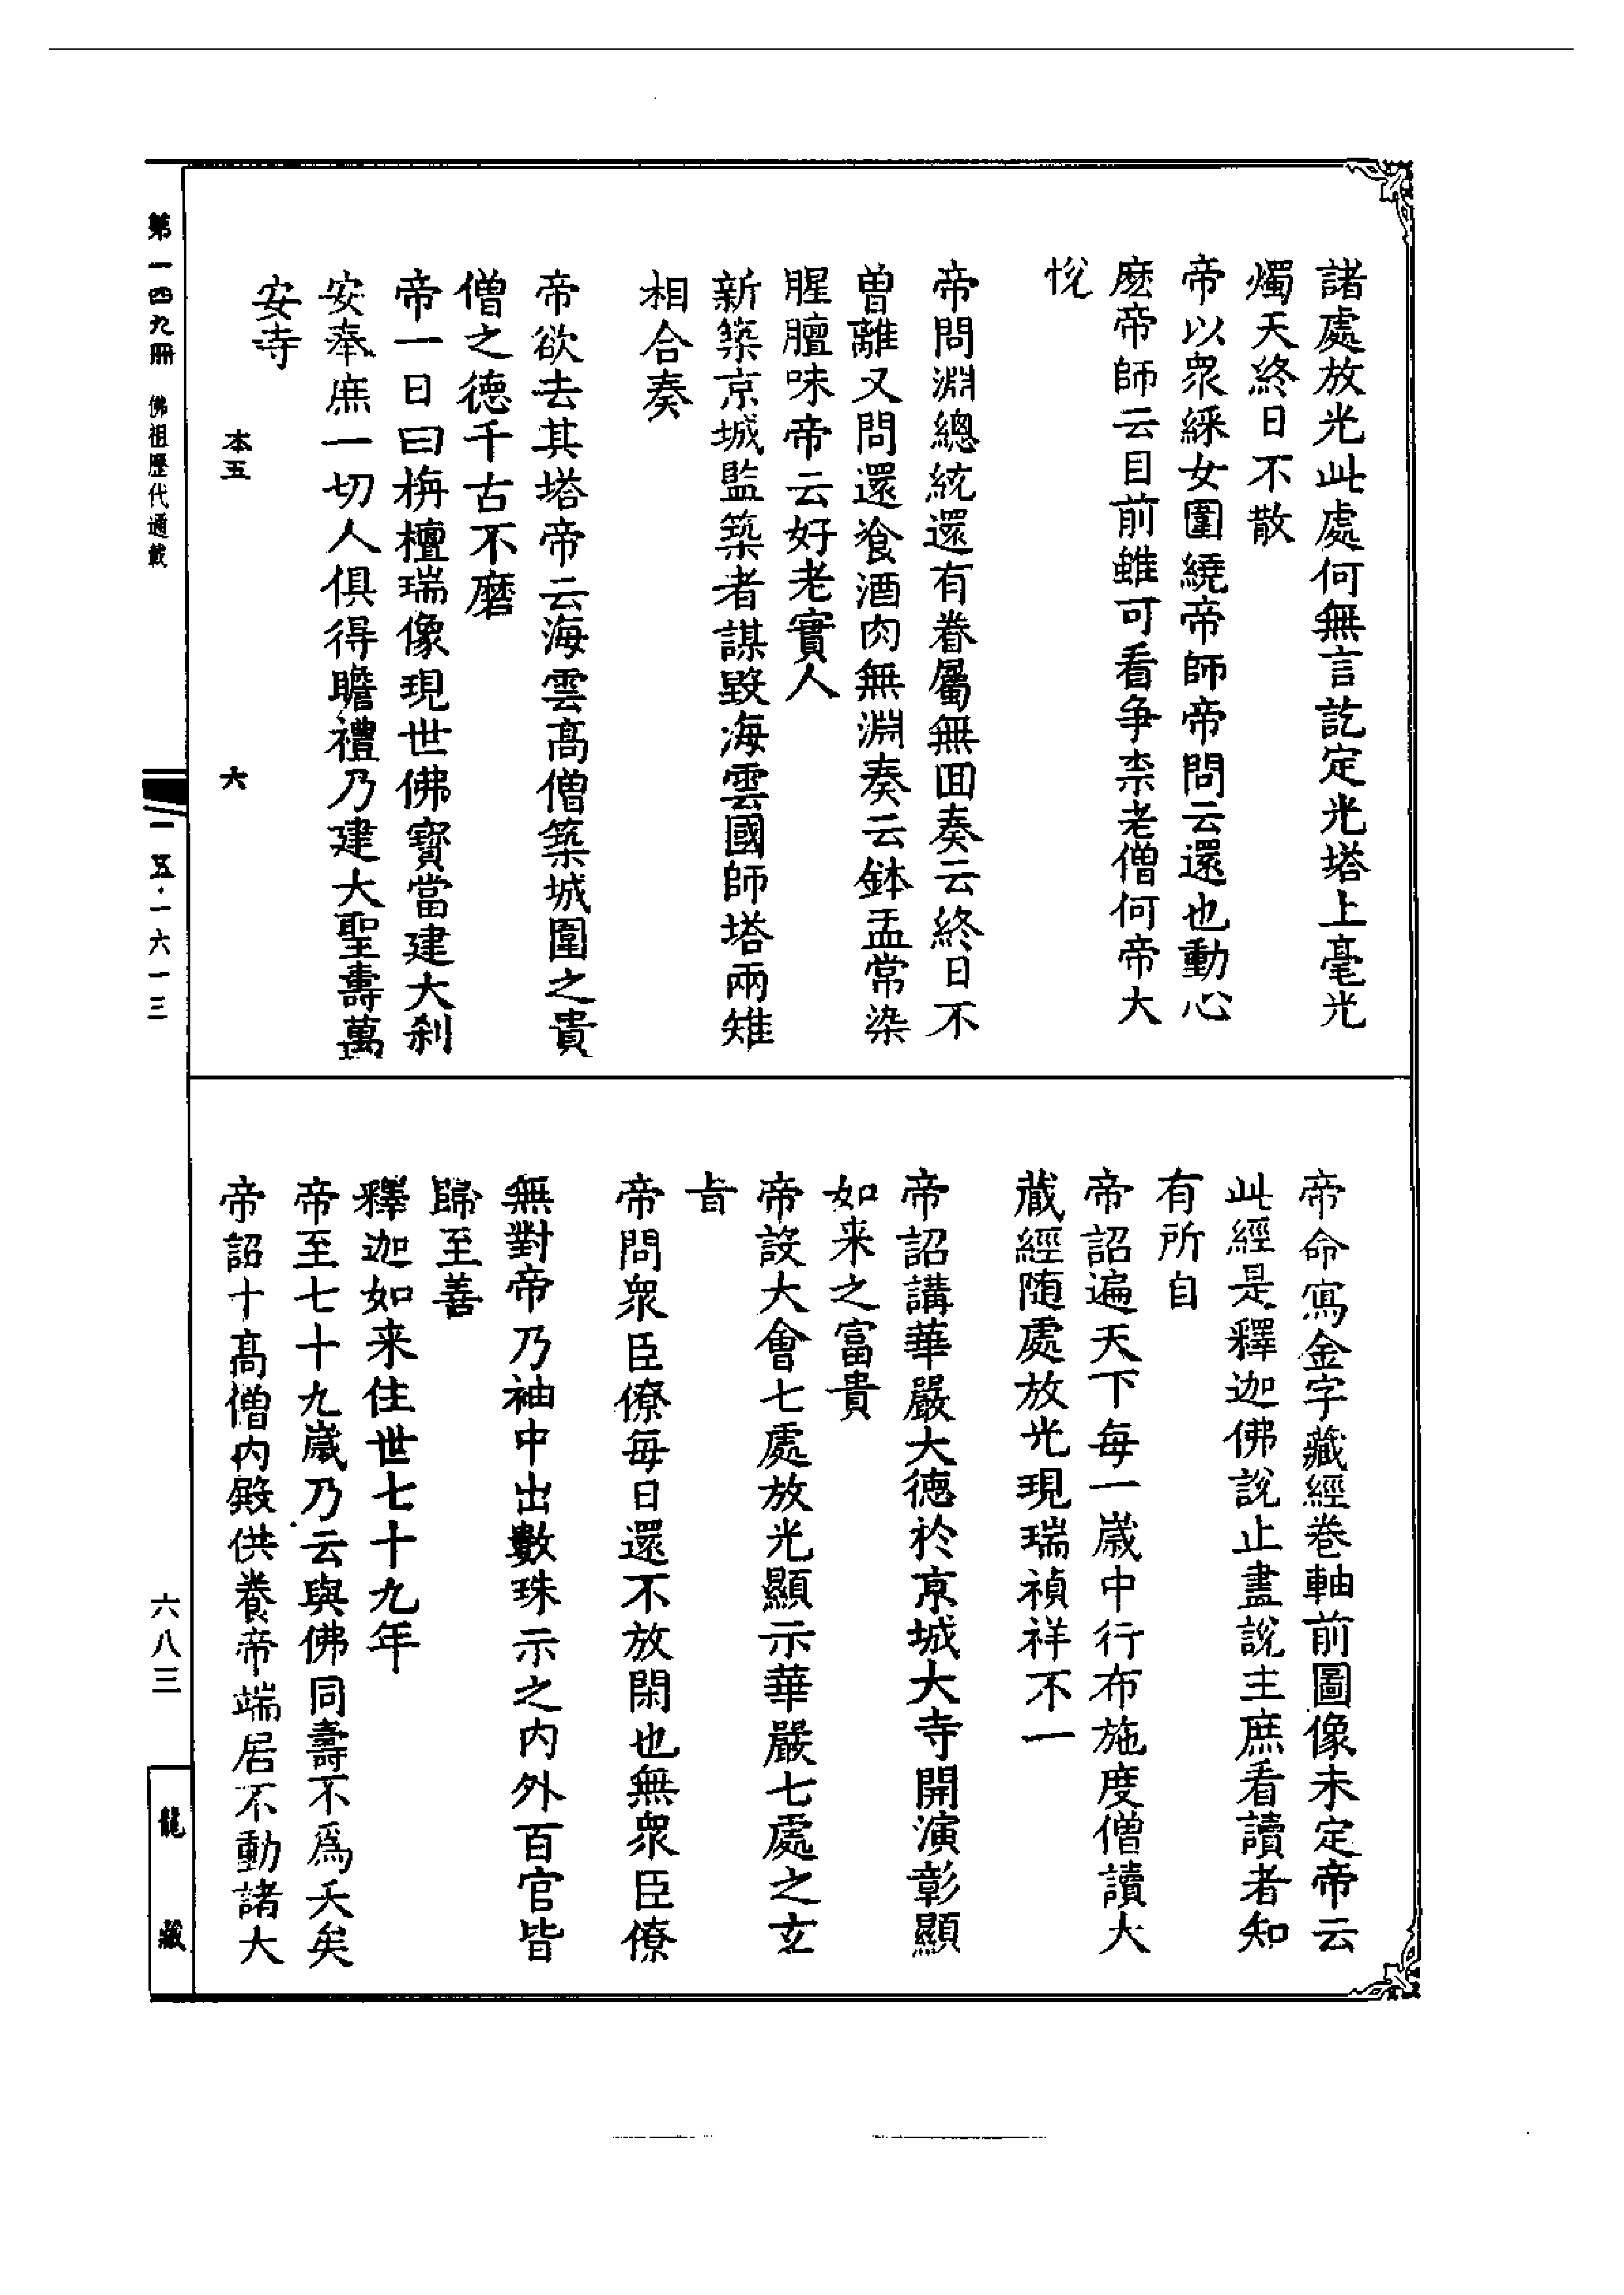 諸處放光此處何無言訖定光塔上毫光
燭天終日不散
帝以眾綵女圍繞帝師帝問云還也動心
麽帝師云目前雖可看争柰老僧何帝大
悅
帝問淵總統還有眷屬無回奏云終日不
曾離又問還飡酒肉無淵奏云鉢盂常染
腥膻味帝云好老實人
新築京城監築者謀毀海雲國師塔兩雉
相合奏
帝欲去其塔帝云海雲高僧築城圍之貴
僧之德千古不磨
帝一日曰栴檀瑞像現世佛寶當建大刹
安奉庶一切人俱得瞻禮乃建大聖壽萬
安寺
本五
六
帝命寫金字藏經卷軸前圖像未定帝云
此經是釋迦佛說止畫說主庶看讀者知
有所自
帝詔遍天下每一歲中行布施度僧讀大
藏經随處放光現瑞禎祥不一
帝詔講華嚴大德於京城大寺開演彰顯
如来之富貴
帝設大會七處放光顯示華嚴七處之玄
旨
帝問眾臣僚每日還不放閑也無眾臣僚
無對帝乃袖中出數珠示之内外百官皆
歸至善
釋迦如来住世七十九年
帝至七十九歲乃云與佛同壽不爲夭矣
帝詔十高僧内殿供養帝端居不動諸大
第一四九冊　佛祖歷代通載
一五·一六一三
六八三
龍藏